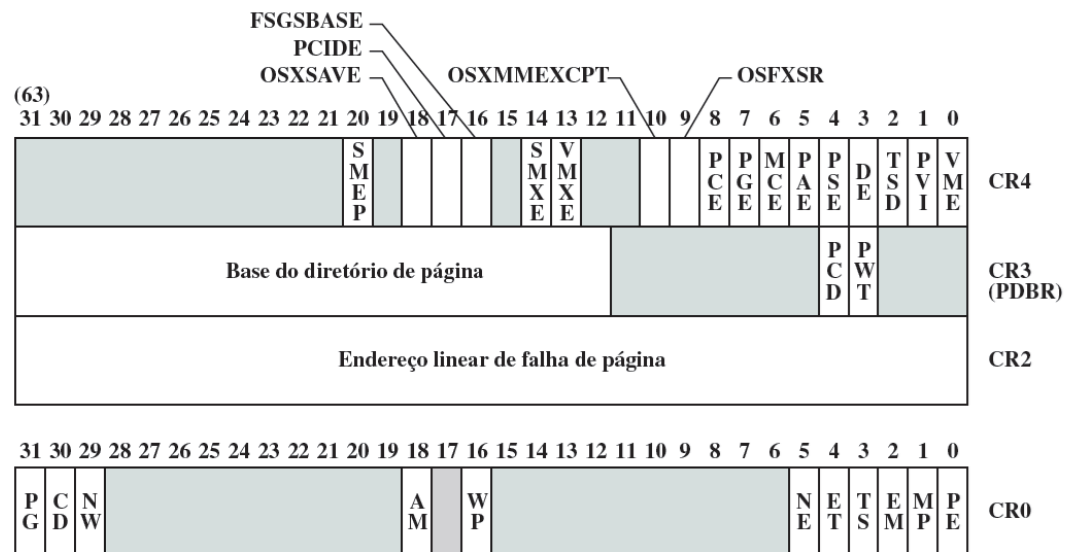 FSGSBASE
PCIDE
OSXSAVE OSXMMEXCPT OSFXSR
(63)
31 30 29 28 27 26 25 24 23 22 21 20 19 18 17 16 15 14 13 12 11 10 9 8 7 6 5 4 3 2 1 0
SMEP SMXE VMXE PCE PGE MCE PAE PSE DE TSD PVI VME CR4
Base do diretório de página PCD PWT CR3
(PDBR)
Endereço linear de falha de página CR2
31 30 29 28 27 26 25 24 23 22 21 20 19 18 17 16 15 14 13 12 11 10 9 8 7 6 5 4 3 2 1 0
PG CD NW AM WP NE ET TS EM MP PE CR0